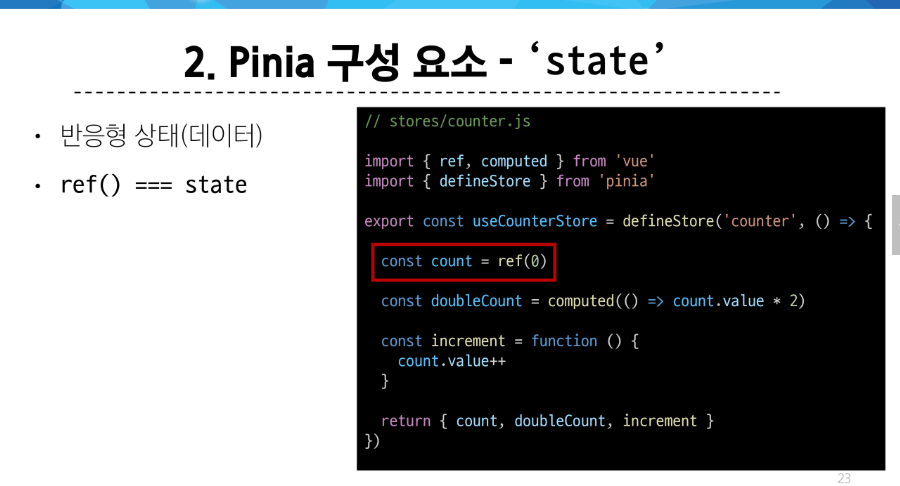 2. Pinia 구성 요소 - ‘state’
• 반응형 상태(데이터)
• ref() === state
// stores/counter.js
import { ref, computed } from 'vue'
import { defineStore } from 'pinia'
export const useCounterStore = defineStore('counter', () => {
const count = ref(0)
const doubleCount = computed(() => count.value * 2)
const increment = function () {
count.value++
}
return { count, doubleCount, increment }
})
23